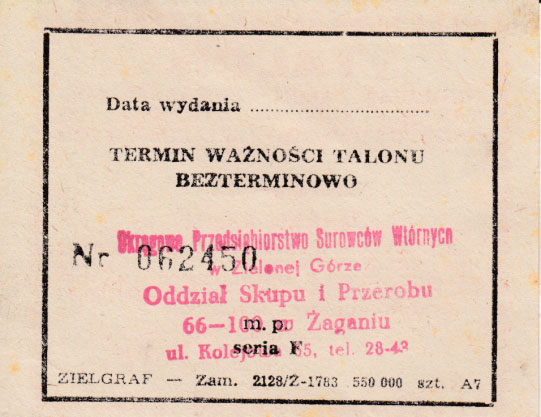 Data wydania ................................
TERMIN WAŻNOŚCI TALONU
BEZTERMINOWO
Okręgowe Przedsiębiorstwo Surowców Wtórnych
Nr 062450
w Zielonej Górze
Oddział Skupu i Przerobu
66-100 w Żaganiu
m. p.
ul. Kolejowa 35, tel. 28-43
seria F
ZIELGRAF — Zam. 2128/Ż-1783 550 000 szt. A7